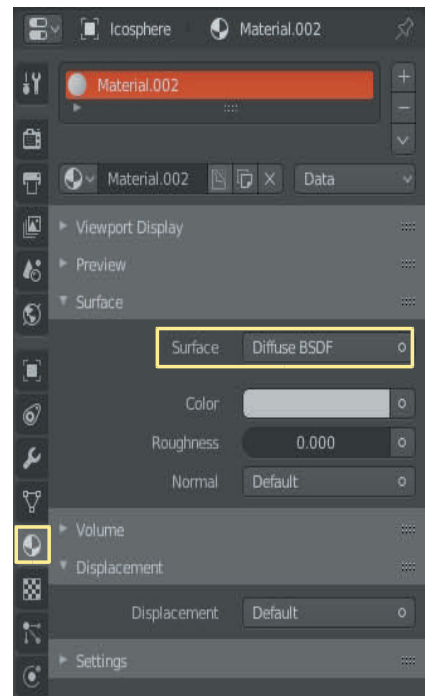 Icosphere Material.002
Material.002
Material.002 Data
Viewport Display
Preview
Surface
Surface Diffuse BSDF
Color
Roughness 0.000
Normal Default
Volume
Displacement
Displacement Default
Settings